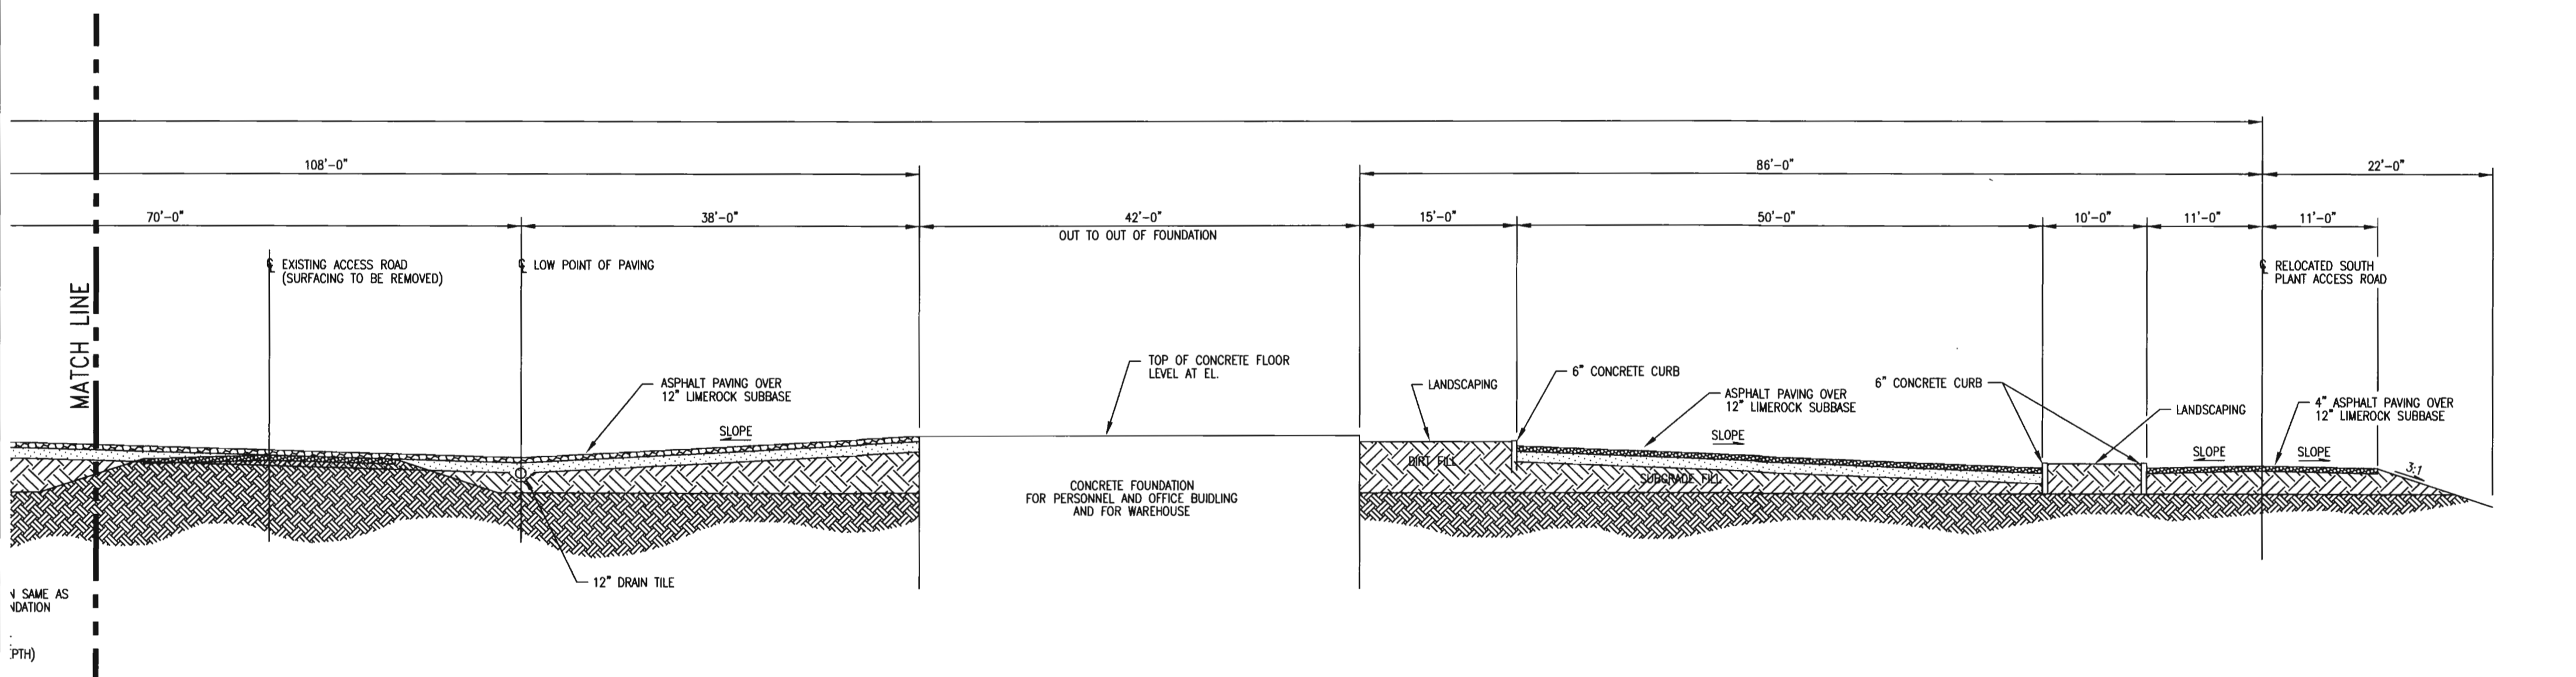 108'-0"
86'-0"
22'-0"
70'-0"
38'-0"
42'-0"
OUT TO OUT OF FOUNDATION
15'-0"
50'-0"
10'-0"
11'-0"
11'-0"
MATCH LINE
℄ EXISTING ACCESS ROAD
(SURFACING TO BE REMOVED)
℄ LOW POINT OF PAVING
℄ RELOCATED SOUTH
PLANT ACCESS ROAD
ASPHALT PAVING OVER
12" LIMEROCK SUBBASE
SLOPE
TOP OF CONCRETE FLOOR
LEVEL AT EL.
LANDSCAPING
6" CONCRETE CURB
ASPHALT PAVING OVER
12" LIMEROCK SUBBASE
SLOPE
6" CONCRETE CURB
LANDSCAPING
4" ASPHALT PAVING OVER
12" LIMEROCK SUBBASE
SLOPE
SLOPE
3:1
DIRT FILL
SUBGRADE FILL
CONCRETE FOUNDATION
FOR PERSONNEL AND OFFICE BUIDLING
AND FOR WAREHOUSE
12" DRAIN TILE
N SAME AS
NDATION
EPTH)